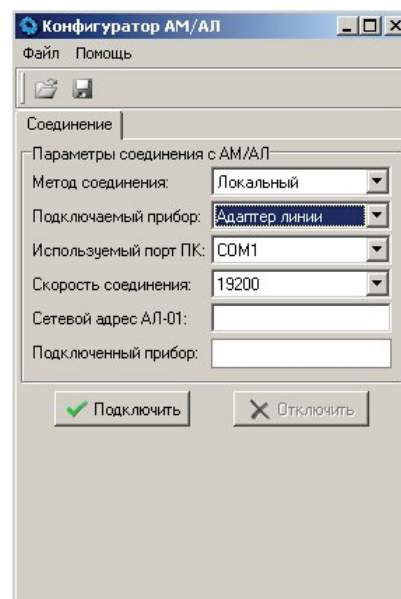 Конфигуратор АМ/АЛ
Файл Помощь
Соединение
Параметры соединения с АМ/АЛ
Метод соединения: Локальный
Подключаемый прибор: Адаптер линии
Используемый порт ПК: COM1
Скорость соединения: 19200
Сетевой адрес АЛ-01:
Подключенный прибор:
Подключить Отключить